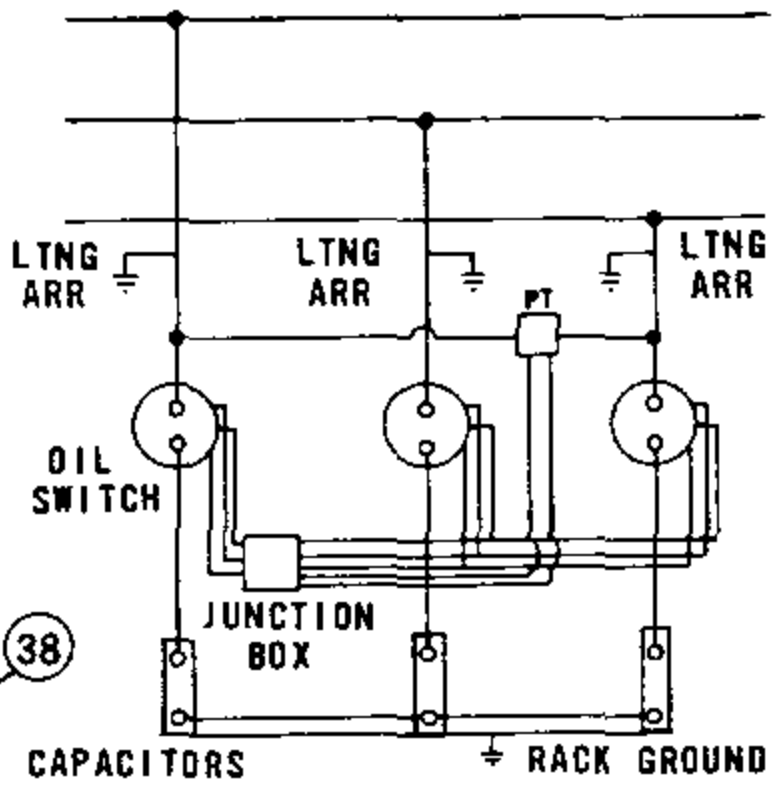 LTNG
ARR
LTNG
ARR
LTNG
ARR
PT
OIL
SWITCH
JUNCTION
BOX
38
CAPACITORS
RACK GROUND